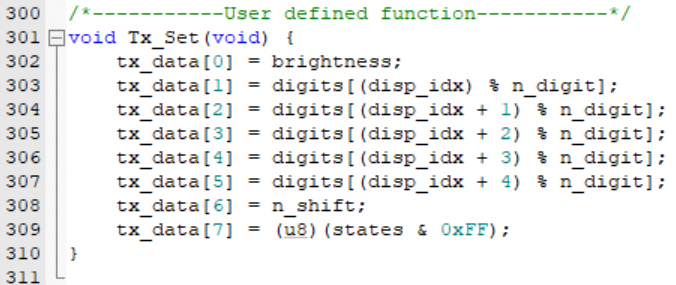 300 /*-----------User defined function-----------*/
301 void Tx_Set(void) {
302 tx_data[0] = brightness;
303 tx_data[1] = digits[(disp_idx) % n_digit];
304 tx_data[2] = digits[(disp_idx + 1) % n_digit];
305 tx_data[3] = digits[(disp_idx + 2) % n_digit];
306 tx_data[4] = digits[(disp_idx + 3) % n_digit];
307 tx_data[5] = digits[(disp_idx + 4) % n_digit];
308 tx_data[6] = n_shift;
309 tx_data[7] = (u8)(states & 0xFF);
310 }
311